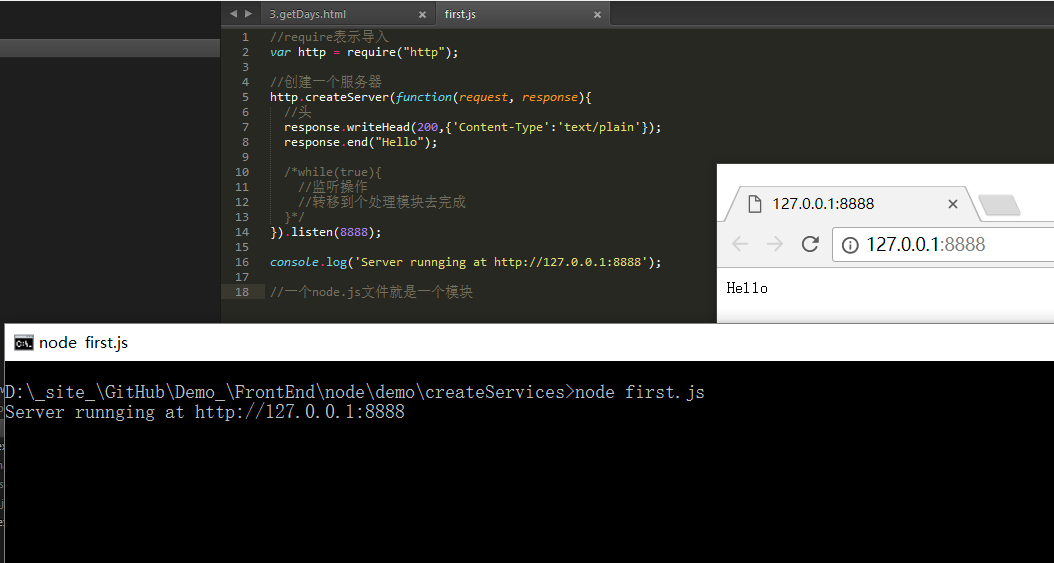 3.getDays.html
first.js
1 //require表示导入
2 var http = require("http");
3
4 //创建一个服务器
5 http.createServer(function(request, response){
6 //头
7 response.writeHead(200,{'Content-Type':'text/plain'});
8 response.end("Hello");
9
10 /*while(true){
11 //监听操作
12 //转移到个处理模块去完成
13 }*/
14 }).listen(8888);
15
16 console.log('Server runnging at http://127.0.0.1:8888');
17
18 //一个node.js文件就是一个模块
127.0.0.1:8888
127.0.0.1:8888
Hello
node first.js
D:\_site_\GitHub\Demo_\FrontEnd\node\demo\createServices>node first.js
Server runnging at http://127.0.0.1:8888